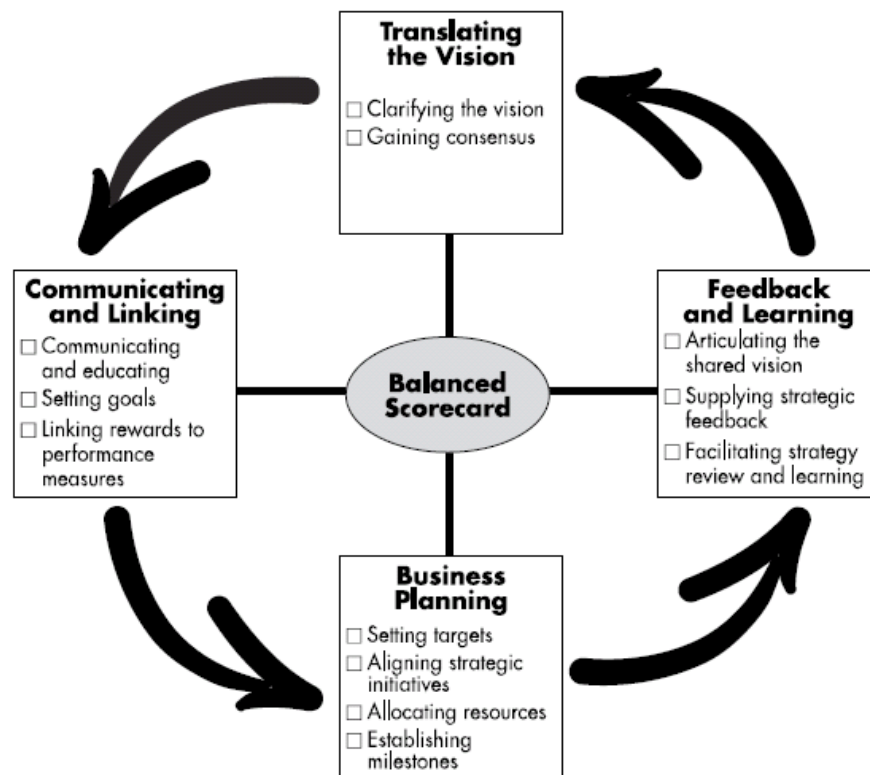 Translating
the Vision
☐ Clarifying the vision
☐ Gaining consensus
Communicating
and Linking
☐ Communicating
and educating
☐ Setting goals
☐ Linking rewards to
performance
measures
Balanced
Scorecard
Feedback
and Learning
☐ Articulating the
shared vision
☐ Supplying strategic
feedback
☐ Facilitating strategy
review and learning
Business
Planning
☐ Setting targets
☐ Aligning strategic
initiatives
☐ Allocating resources
☐ Establishing
milestones